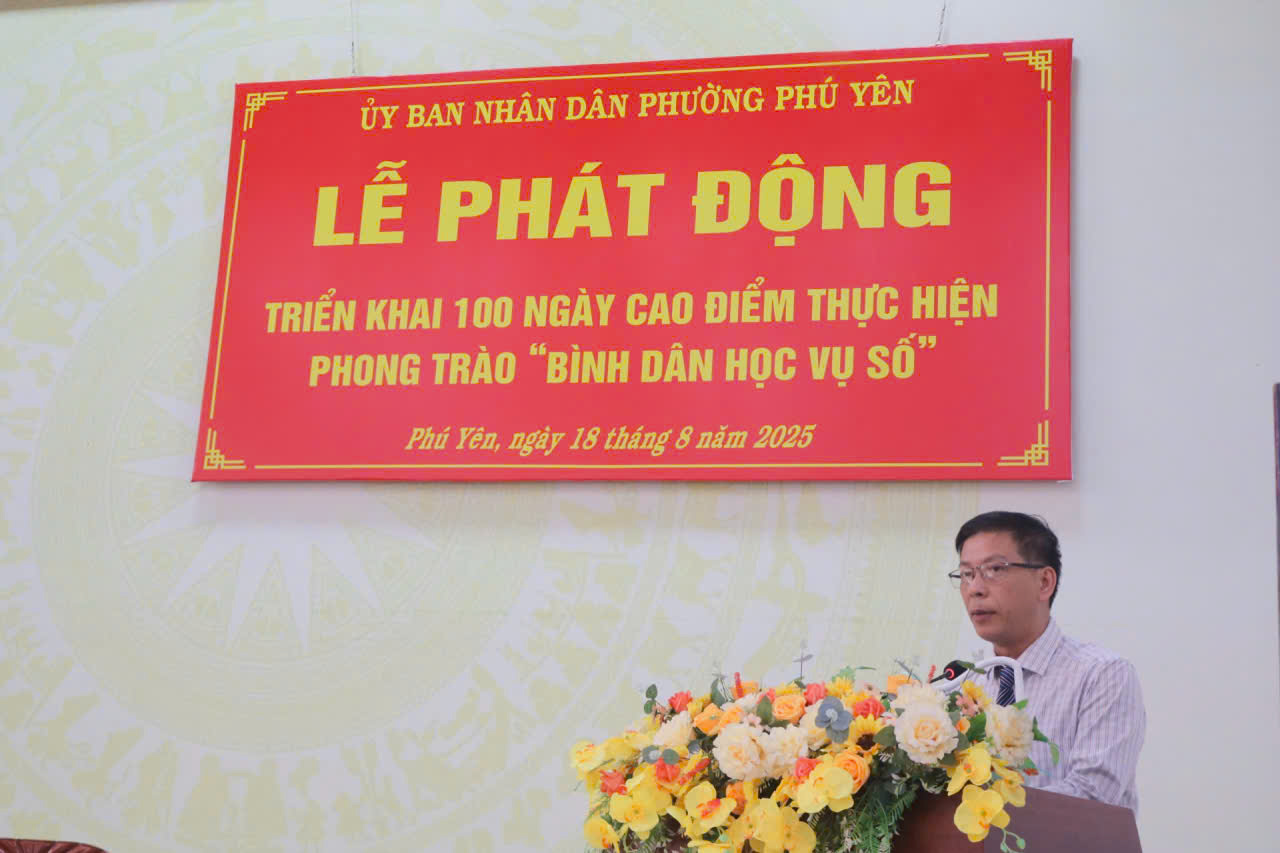 ỦY BAN NHÂN DÂN PHƯỜNG PHÚ YÊN
LỄ PHÁT ĐỘNG
TRIỂN KHAI 100 NGÀY CAO ĐIỂM THỰC HIỆN
PHONG TRÀO “BÌNH DÂN HỌC VỤ SỐ”
Phú Yên, ngày 18 tháng 8 năm 2025